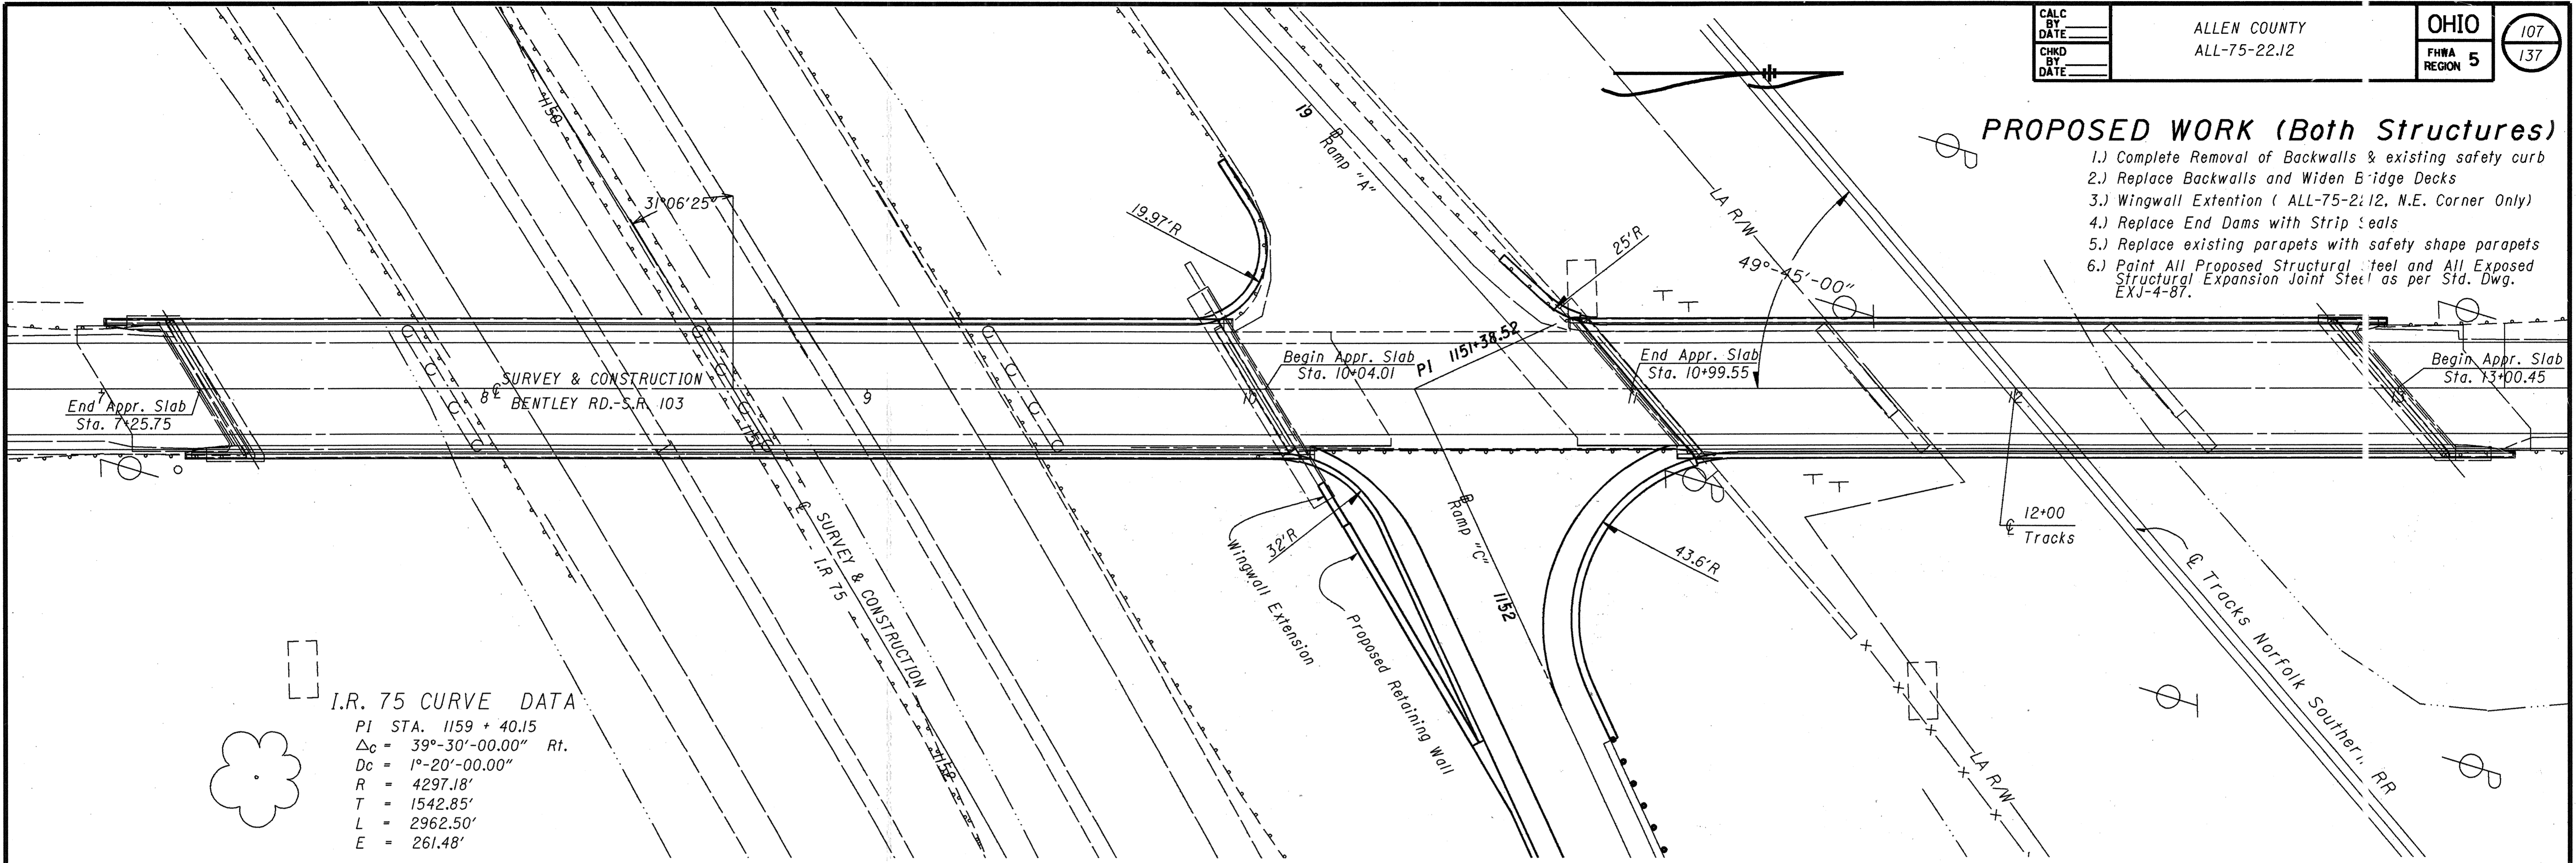 CALC
BY
DATE
CHKD
BY
DATE
ALLEN COUNTY
ALL-75-22.12
OHIO
FHWA
REGION 5
107
137
PROPOSED WORK (Both Structures)
1.) Complete Removal of Backwalls & existing safety curb
2.) Replace Backwalls and Widen Bridge Decks
3.) Wingwall Extention ( ALL-75-22.12, N.E. Corner Only)
4.) Replace End Dams with Strip Seals
5.) Replace existing parapets with safety shape parapets
6.) Paint All Proposed Structural Steel and All Exposed
Structural Expansion Joint Steel as per Std. Dwg.
EXJ-4-87.
1150
31°06'25"
19.97'R
19
Ramp "A"
25'R
LA R/W
49°-45'-00"
PI 1151+38.52
Begin Appr. Slab
Sta. 10+04.01
End Appr. Slab
Sta. 10+99.55
Begin Appr. Slab
Sta. 13+00.45
End Appr. Slab
Sta. 7+25.75
7
8
9
10
11
12
13
℄ SURVEY & CONSTRUCTION
BENTLEY RD.-S.R. 103
1151
℄ SURVEY & CONSTRUCTION
I.R 75
1152
32'R
Wingwall Extension
Proposed Retaining Wall
Ramp "C"
1152
43.6'R
12+00
℄ Tracks
℄ Tracks Norfolk Southern RR
LA R/W
I.R. 75 CURVE DATA
PI STA. 1159 + 40.15
Δc = 39°-30'-00.00" Rt.
Dc = 1°-20'-00.00"
R = 4297.18'
T = 1542.85'
L = 2962.50'
E = 261.48'